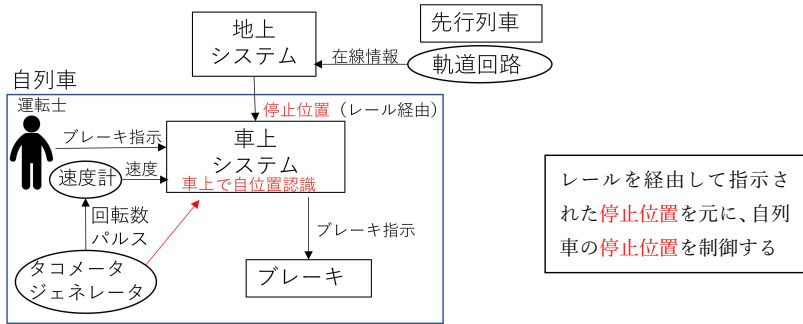 先行列車
地上
システム
在線情報
軌道回路
自列車
運転士
停止位置（レール経由）
ブレーキ指示
車上
システム
車上で自位置認識
速度計
速度
回転数
パルス
タコメータ
ジェネレータ
ブレーキ指示
ブレーキ
レールを経由して指示さ
れた停止位置を元に、自列
車の停止位置を制御する